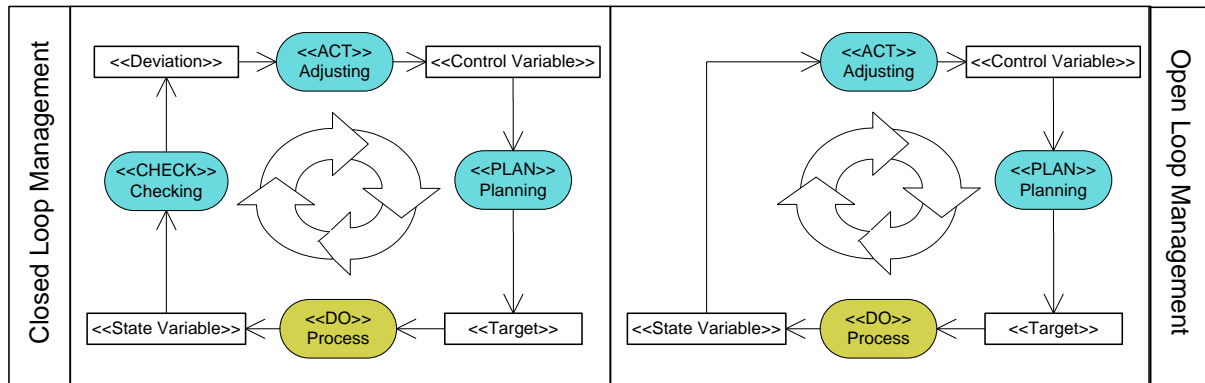 Closed Loop Management
<<Deviation>>
<<ACT>>
Adjusting
<<Control Variable>>
<<CHECK>>
Checking
<<PLAN>>
Planning
<<State Variable>>
<<DO>>
Process
<<Target>>
<<ACT>>
Adjusting
<<Control Variable>>
<<PLAN>>
Planning
<<State Variable>>
<<DO>>
Process
<<Target>>
Open Loop Management